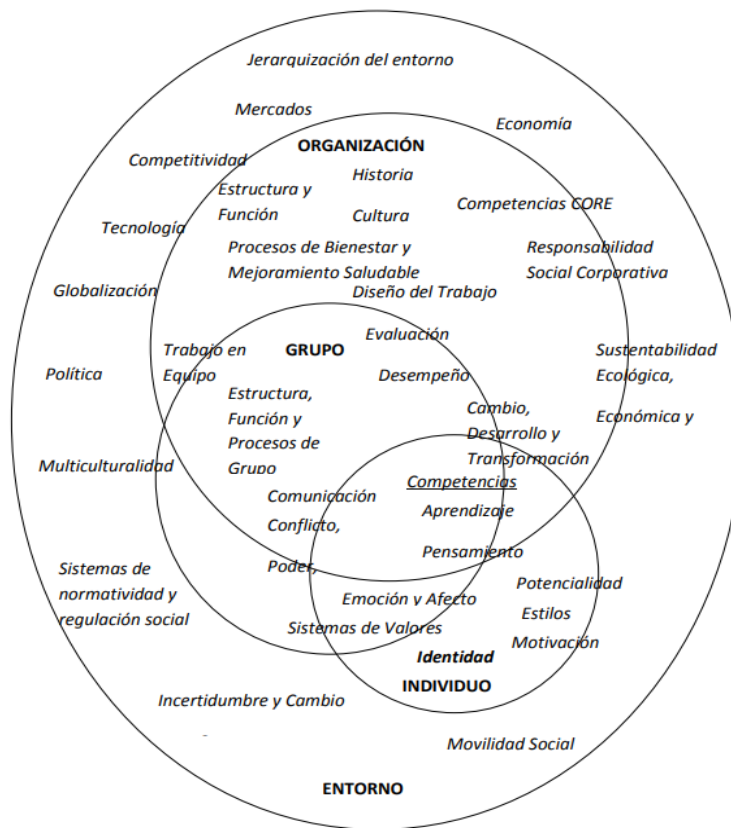 Jerarquización del entorno
Mercados
Economía
ORGANIZACIÓN
Competitividad
Historia
Estructura y
Función
Competencias CORE
Cultura
Tecnología
Procesos de Bienestar y
Mejoramiento Saludable
Responsabilidad
Social Corporativa
Globalización
Diseño del Trabajo
Evaluación
Trabajo en
Equipo
GRUPO
Sustentabilidad
Ecológica,
Económica y
Política
Desempeño
Estructura,
Función y
Procesos de
Grupo
Cambio,
Desarrollo y
Transformación
Multiculturalidad
Competencias
Comunicación
Conflicto,
Poder,
Aprendizaje
Pensamiento
Sistemas de
normatividad y
regulación social
Potencialidad
Emoción y Afecto
Estilos
Sistemas de Valores
Motivación
Identidad
INDIVIDUO
Incertidumbre y Cambio
Movilidad Social
ENTORNO